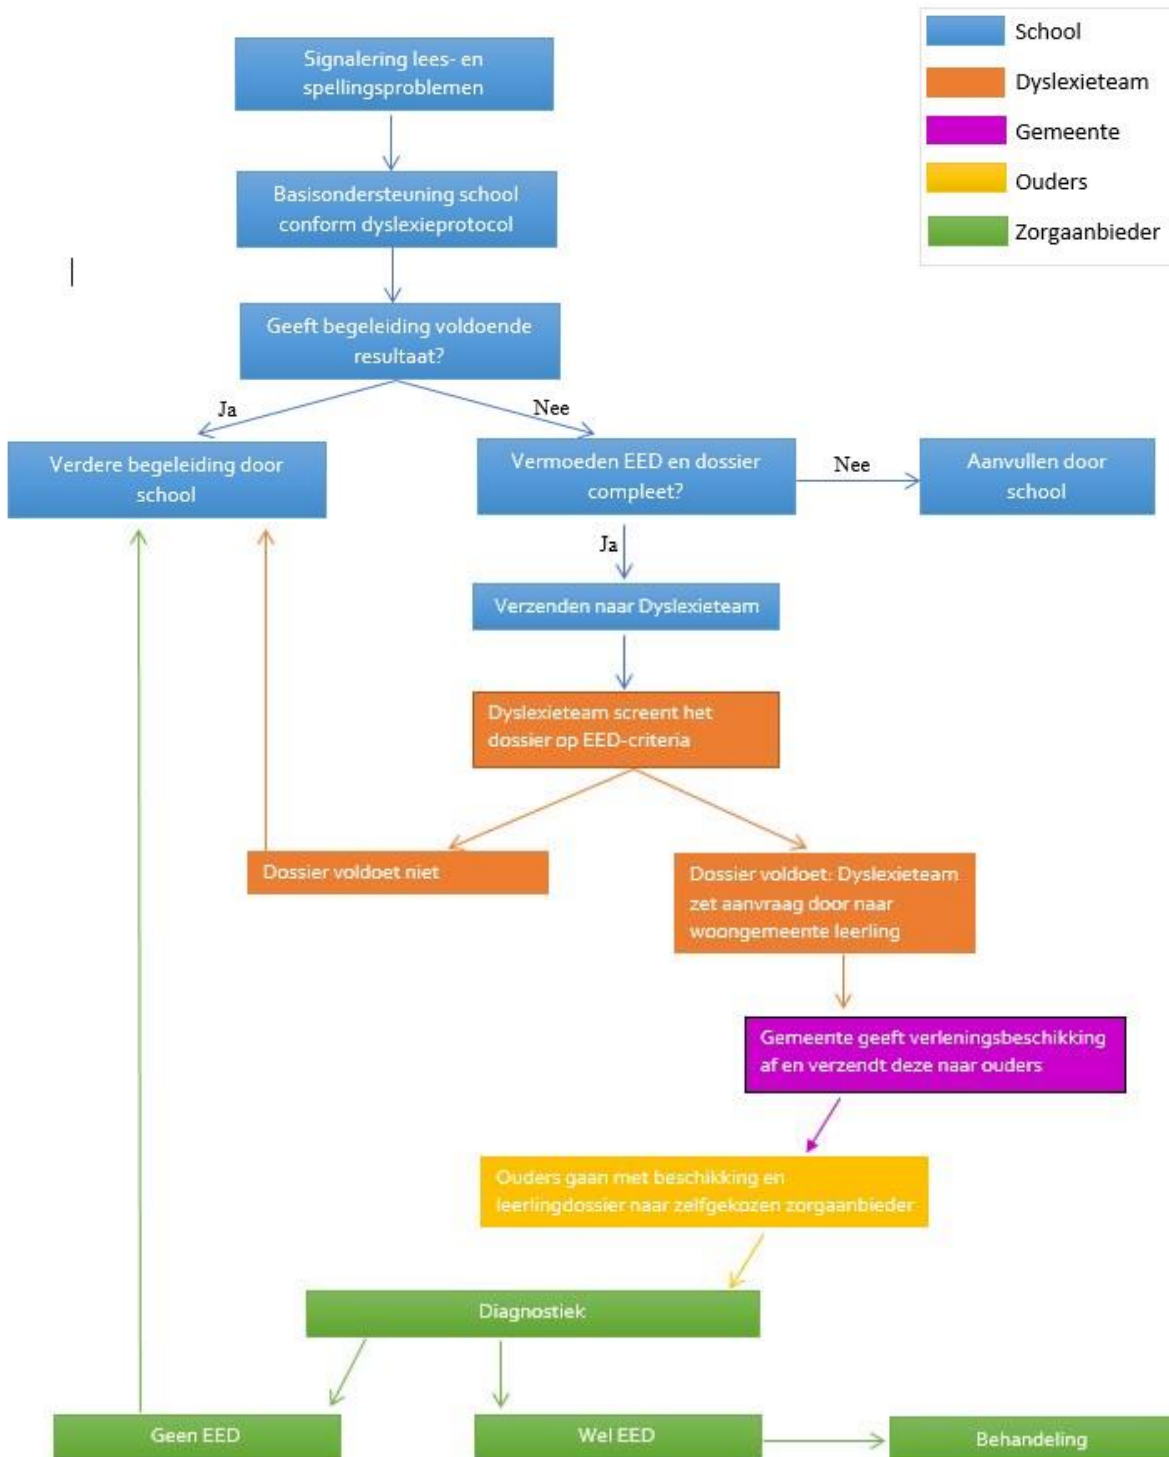 School
Dyslexieteam
Gemeente
Ouders
Zorgaanbieder
Signalering lees- en
spellingsproblemen
Basisondersteuning school
conform dyslexieprotocol
Geeft begeleiding voldoende
resultaat?
Ja
Nee
Verdere begeleiding door
school
Vermoeden EED en dossier
compleet?
Nee
Aanvullen door
school
Ja
Verzenden naar Dyslexieteam
Dyslexieteam screent het
dossier op EED-criteria
Dossier voldoet niet
Dossier voldoet: Dyslexieteam
zet aanvraag door naar
woongemeente leerling
Gemeente geeft verleningsbeschikking
af en verzendt deze naar ouders
Ouders gaan met beschikking en
leerlingdossier naar zelfgekozen zorgaanbieder
Diagnostiek
Geen EED
Wel EED
Behandeling